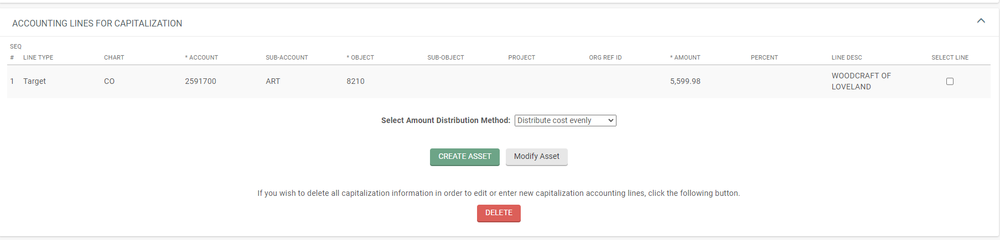 ACCOUNTING LINES FOR CAPITALIZATION
SEQ
# LINE TYPE CHART * ACCOUNT SUB-ACCOUNT * OBJECT SUB-OBJECT PROJECT ORG REF ID * AMOUNT PERCENT LINE DESC SELECT LINE
1 Target CO 2591700 ART 8210 5,599.98 WOODCRAFT OF
LOVELAND
Select Amount Distribution Method: Distribute cost evenly
CREATE ASSET Modify Asset
If you wish to delete all capitalization information in order to edit or enter new capitalization accounting lines, click the following button.
DELETE